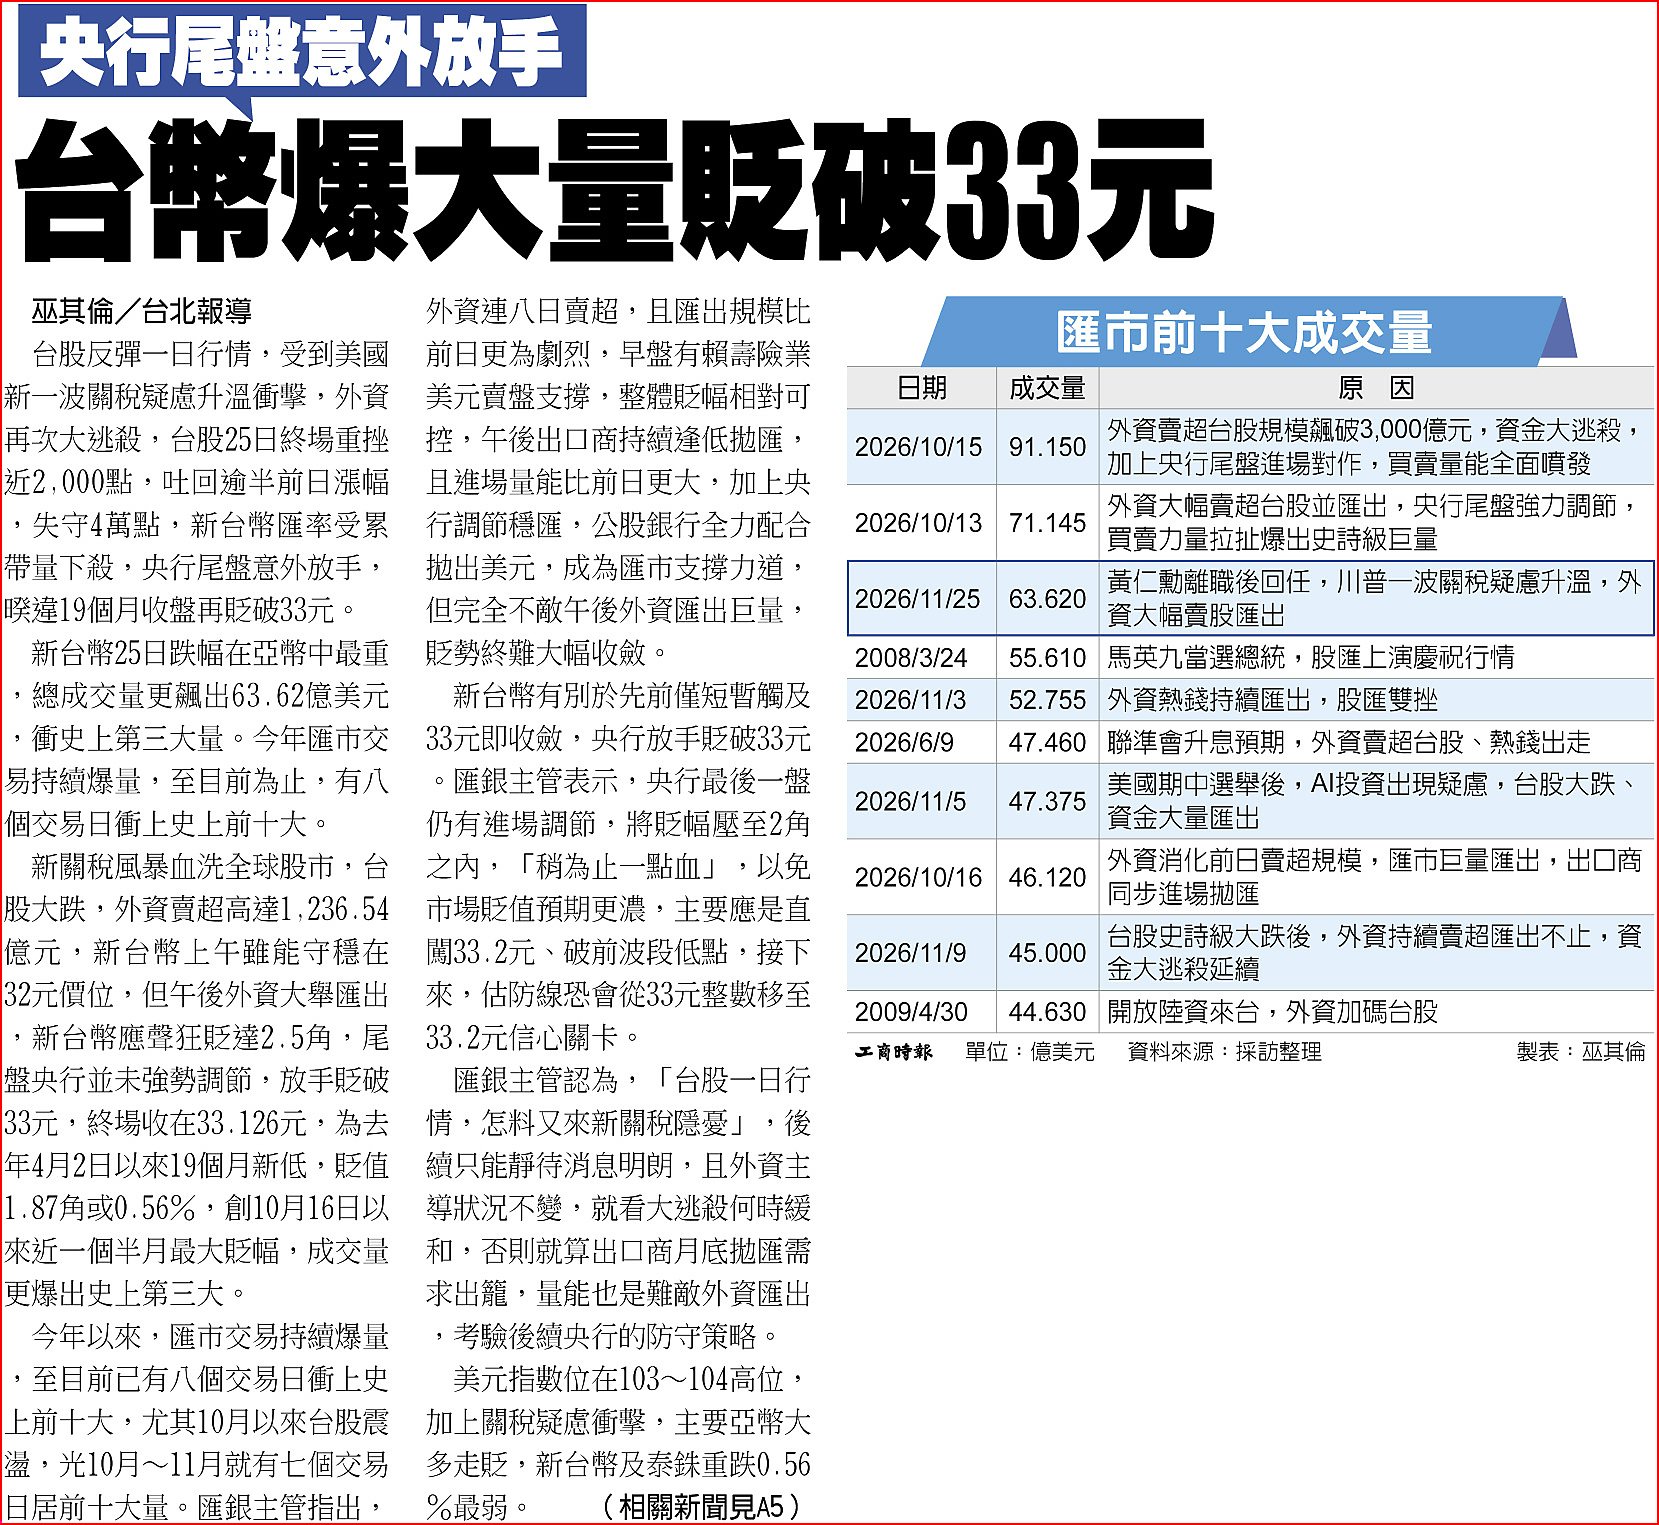 央行尾盤意外放手
台幣爆大量貶破33元
巫其倫／台北報導
台股反彈一日行情，受到美國
新一波關稅疑慮升溫衝擊，外資
再次大逃殺，台股25日終場重挫
近2,000點，吐回逾半前日漲幅
，失守4萬點，新台幣匯率受累
帶量下殺，央行尾盤意外放手，
暌違19個月收盤再貶破33元。
新台幣25日跌幅在亞幣中最重
，總成交量更飆出63.62億美元
，衝史上第三大量。今年匯市交
易持續爆量，至目前為止，有八
個交易日衝上史上前十大。
新關稅風暴血洗全球股市，台
股大跌，外資賣超高達1,236.54
億元，新台幣上午雖能守穩在
32元價位，但午後外資大舉匯出
，新台幣應聲狂貶達2.5角，尾
盤央行並未強勢調節，放手貶破
33元，終場收在33.126元，為去
年4月2日以來19個月新低，貶值
1.87角或0.56％，創10月16日以
來近一個半月最大貶幅，成交量
更爆出史上第三大。
今年以來，匯市交易持續爆量
，至目前已有八個交易日衝上史
上前十大，尤其10月以來台股震
盪，光10月～11月就有七個交易
日居前十大量。匯銀主管指出，
外資連八日賣超，且匯出規模比
前日更為劇烈，早盤有賴壽險業
美元賣盤支撐，整體貶幅相對可
控，午後出口商持續逢低拋匯，
且進場量能比前日更大，加上央
行調節穩匯，公股銀行全力配合
拋出美元，成為匯市支撐力道，
但完全不敵午後外資匯出巨量，
貶勢終難大幅收斂。
新台幣有別於先前僅短暫觸及
33元即收斂，央行放手貶破33元
。匯銀主管表示，央行最後一盤
仍有進場調節，將貶幅壓至2角
之內，「稍為止一點血」，以免
市場貶值預期更濃，主要應是直
闖33.2元、破前波段低點，接下
來，估防線恐會從33元整數移至
33.2元信心關卡。
匯銀主管認為，「台股一日行
情，怎料又來新關稅隱憂」，後
續只能靜待消息明朗，且外資主
導狀況不變，就看大逃殺何時緩
和，否則就算出口商月底拋匯需
求出籠，量能也是難敵外資匯出
，考驗後續央行的防守策略。
美元指數位在103～104高位，
加上關稅疑慮衝擊，主要亞幣大
多走貶，新台幣及泰銖重跌0.56
％最弱。 （相關新聞見A5）
匯市前十大成交量
日期 成交量 原 因
2026/10/15 91.150 外資賣超台股規模飆破3,000億元，資金大逃殺，
加上央行尾盤進場對作，買賣量能全面噴發
2026/10/13 71.145 外資大幅賣超台股並匯出，央行尾盤強力調節，
買賣力量拉扯爆出史詩級巨量
2026/11/25 63.620 黃仁勳離職後回任，川普一波關稅疑慮升溫，外
資大幅賣股匯出
2008/3/24 55.610 馬英九當選總統，股匯上演慶祝行情
2026/11/3 52.755 外資熱錢持續匯出，股匯雙挫
2026/6/9 47.460 聯準會升息預期，外資賣超台股、熱錢出走
2026/11/5 47.375 美國期中選舉後，AI投資出現疑慮，台股大跌、
資金大量匯出
2026/10/16 46.120 外資消化前日賣超規模，匯市巨量匯出，出口商
同步進場拋匯
2026/11/9 45.000 台股史詩級大跌後，外資持續賣超匯出不止，資
金大逃殺延續
2009/4/30 44.630 開放陸資來台，外資加碼台股
工商時報 單位：億美元 資料來源：採訪整理 製表：巫其倫